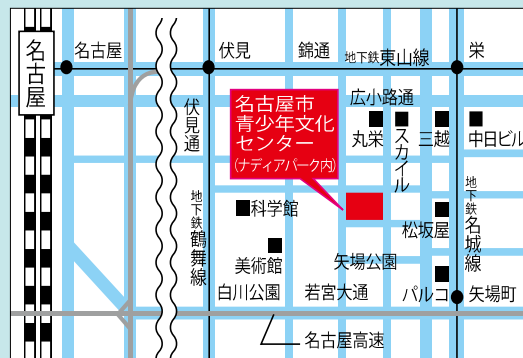 名古屋
名古屋
伏見
錦通
地下鉄東山線
栄
広小路通
伏見通
名古屋市
青少年文化
センター
(ナディアパーク内)
丸栄
スカイル
三越
中日ビル
地下鉄鶴舞線
科学館
美術館
白川公園
若宮大通
矢場公園
松坂屋
地下鉄名城線
パルコ
矢場町
名古屋高速